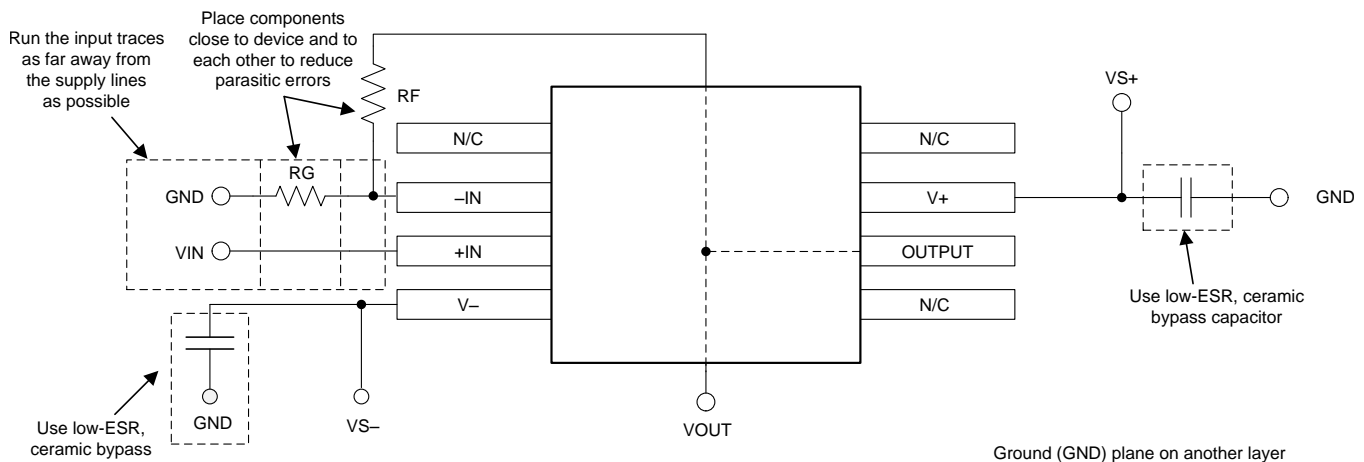 Place components
close to device and to
each other to reduce
parasitic errors
Run the input traces
as far away from
the supply lines
as possible
RF
VS+
N/C
N/C
RG
GND
–IN
V+
GND
VIN
+IN
OUTPUT
V–
N/C
Use low-ESR, ceramic
bypass capacitor
GND
VS–
VOUT
Use low-ESR,
ceramic bypass
Ground (GND) plane on another layer